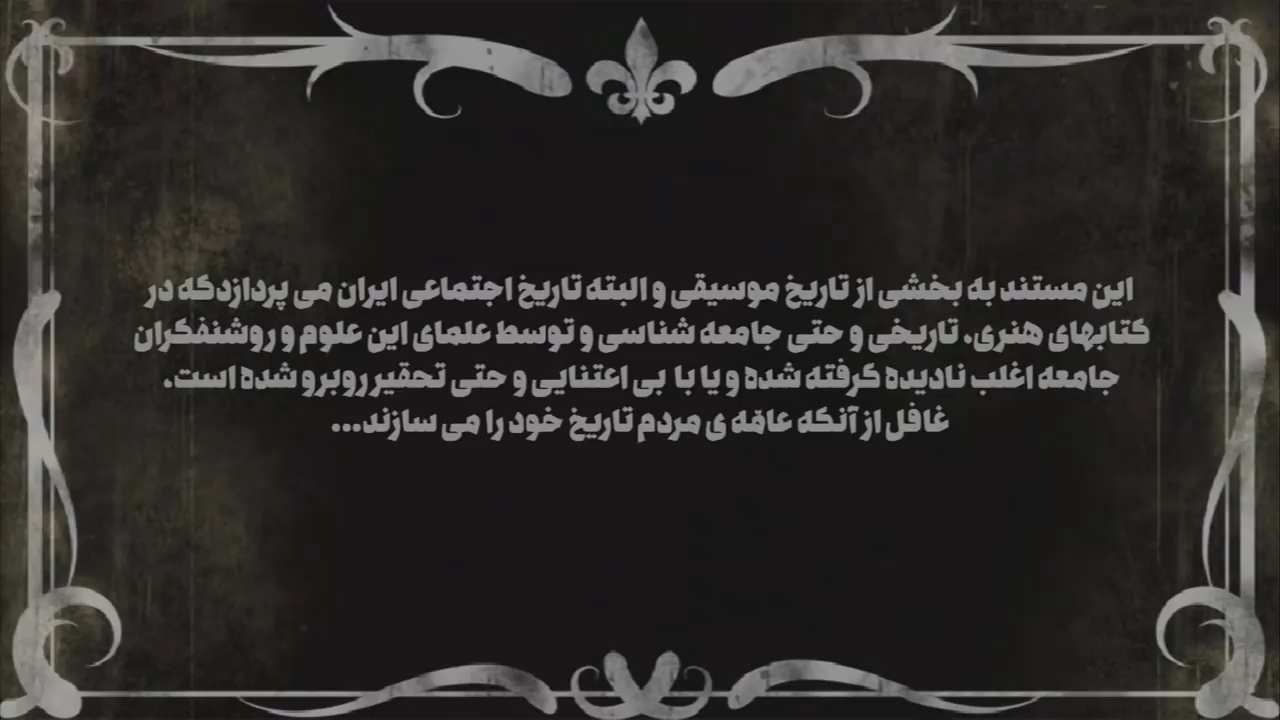 این مستند به بخشی از تاریخ موسیقی و البته تاریخ اجتماعی ایران می پردازدکه در
کتابهای هنری، تاریخی و حتی جامعه شناسی و توسط علمای این علوم و روشنفکران
جامعه اغلب نادیده گرفته شده و یا با بی اعتنایی و حتی تحقیر روبرو شده است.
غافل از آنکه عامّه ی مردم تاریخ خود را می سازند...